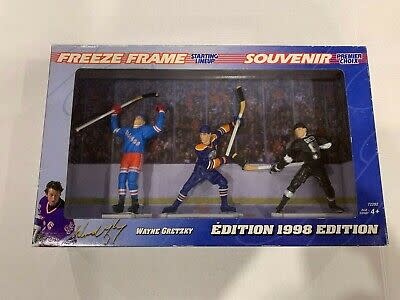 FREEZE FRAME STARTING LINEUP SOUVENIR PREMIER CHOIX
WAYNE GRETZKY
ÉDITION 1998 EDITION
4+